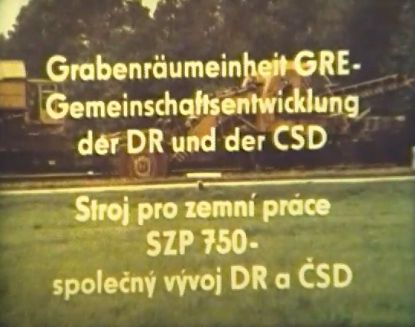 Grabenräumeinheit GRE-
Gemeinschaftsentwicklung
der DR und der CSD
Stroj pro zemní práce
SZP 750-
společný vývoj DR a ČSD